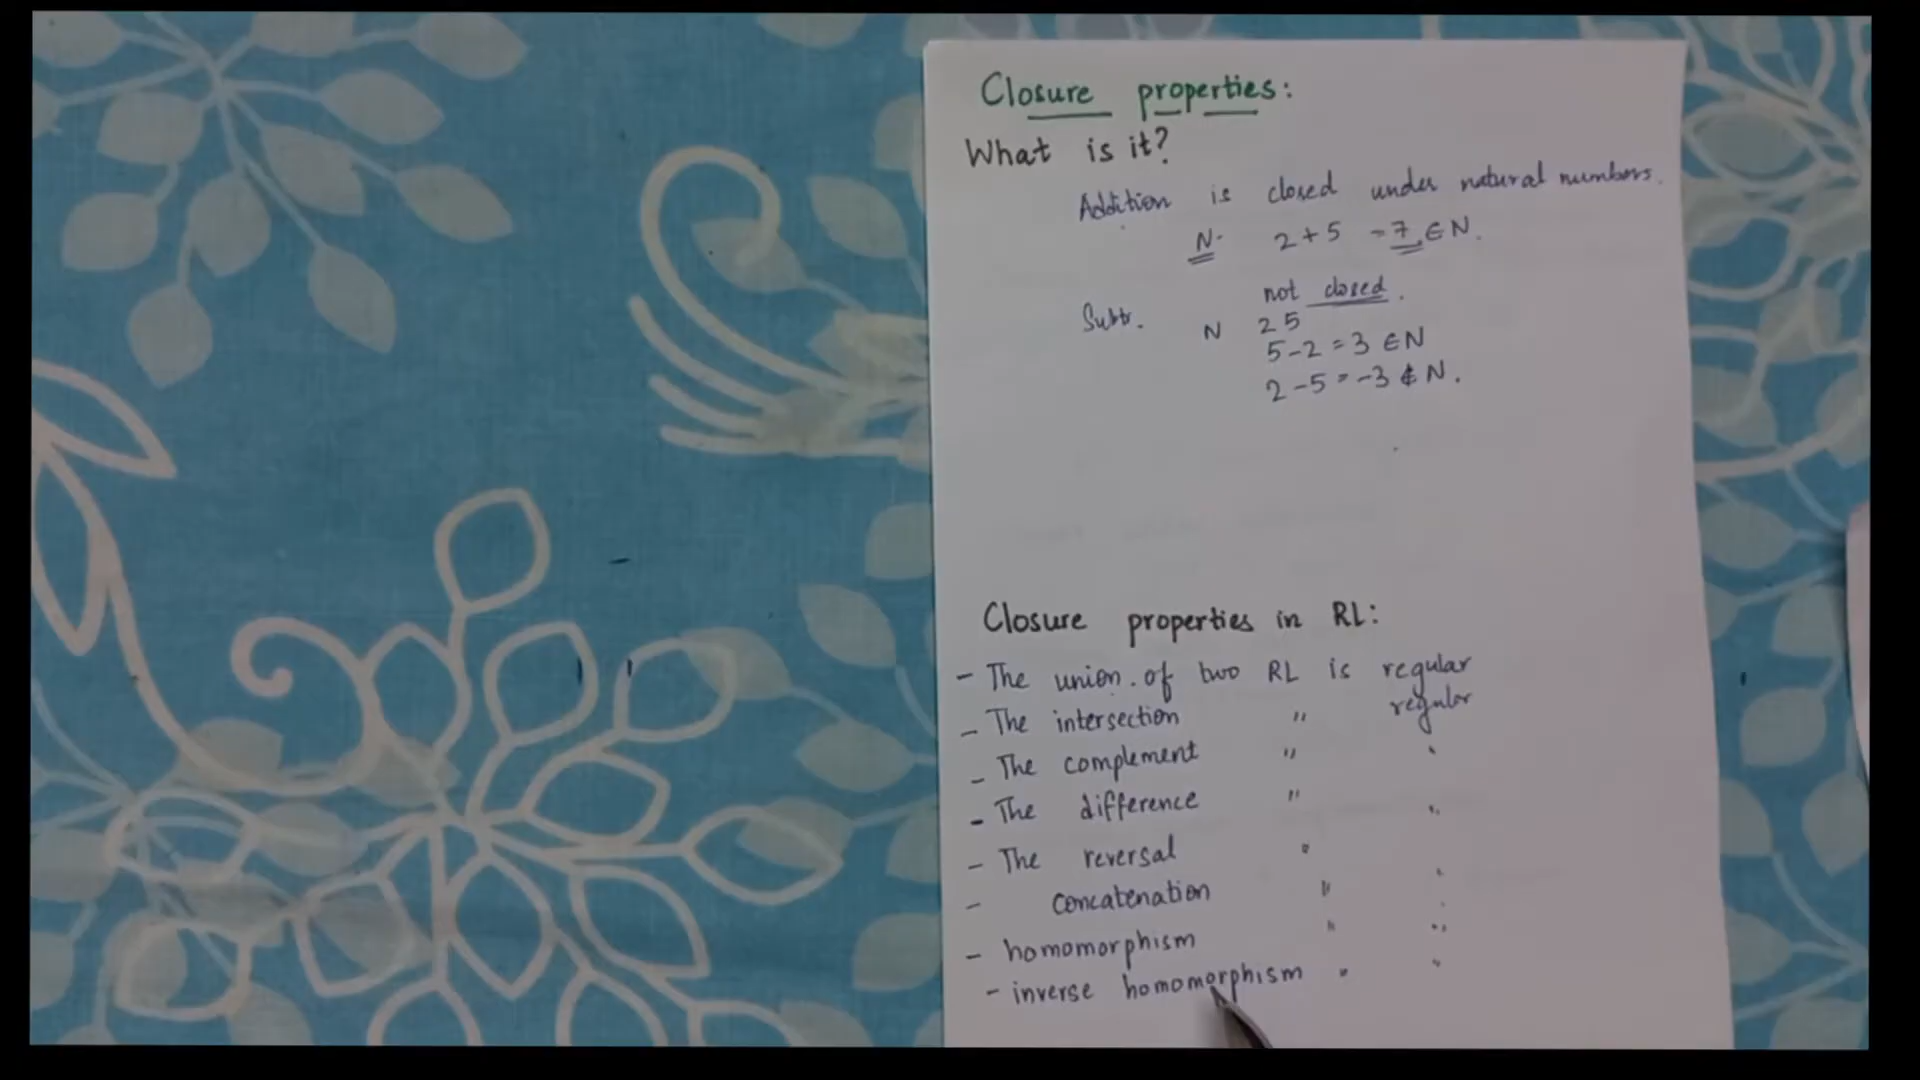 Closure properties:
What is it?
Addition is closed under natural numbers.
N. 2+5 =7 ∈ N.
Subtr. not closed.
N 2 5
5-2 = 3 ∈ N
2-5 = -3 ∉ N.
Closure properties in RL:
- The union of two RL is regular
- The intersection " regular
- The complement " "
- The difference " "
- The reversal " "
- concatenation " "
- homomorphism " "
- inverse homomorphism " "